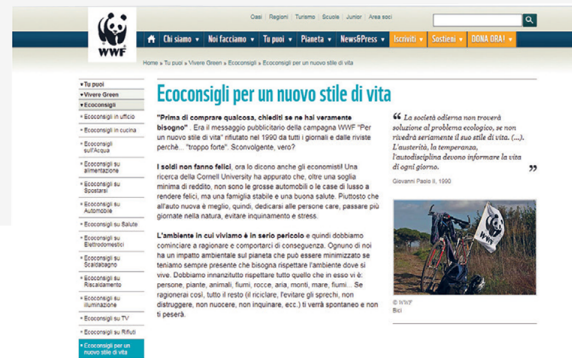 Oasi | Regioni | Turismo | Scuole | Junior | Area soci
WWF
Chi siamo
Noi facciamo
Tu puoi
Pianeta
News&Press
Iscriviti
Sostieni
DONA ORA!
Home » Tu puoi » Vivere Green » Ecoconsigli » Ecoconsigli per un nuovo stile di vita
Tu puoi
Vivere Green
Ecoconsigli
Ecoconsigli in ufficio
Ecoconsigli in cucina
Ecoconsigli
sull'Acqua
Ecoconsigli su
alimentazione
Ecoconsigli su
Spostarsi
Ecoconsigli su
Automobile
Ecoconsigli su Salute
Ecoconsigli su
Elettrodomestici
Ecoconsigli su
Scaldabagno
Ecoconsigli su
Riscaldamento
Ecoconsigli su
Illuminazione
Ecoconsigli su TV
Ecoconsigli su Rifiuti
Ecoconsigli per un
nuovo stile di vita
Ecoconsigli per un nuovo stile di vita
"Prima di comprare qualcosa, chiediti se ne hai veramente
bisogno" . Era il messaggio pubblicitario della campagna WWF "Per
un nuovo stile di vita" rifiutato nel 1990 da tutti i giornali e dalle riviste
perchè... "troppo forte". Sconvolgente, vero?
I soldi non fanno felici, ora lo dicono anche gli economisti! Una
ricerca della Cornell University ha appurato che, oltre una soglia
minima di reddito, non sono le grosse automobili o le case di lusso a
rendere felici, ma una famiglia stabile e una buona salute. Piuttosto che
all'auto nuova è meglio, quindi, dedicarsi alle persone care, passare più
giornate nella natura, evitare inquinamento e stress.
L'ambiente in cui viviamo è in serio pericolo e quindi dobbiamo
cominciare a ragionare e comportarci di conseguenza. Ognuno di noi
ha un impatto ambientale sul pianeta che può essere minimizzato se
teniamo sempre presente che bisogna rispettare l'ambiente dove si
vive. Dobbiamo innanzitutto rispettare tutto quello che in esso vi è:
persone, piante, animali, fiumi, rocce, aria, monti, mare, fiumi... Se
ragionerai così, tutto il resto (il riciclare, l'evitare gli sprechi, non
distruggere, non nuocere, non inquinare, ecc.) ti verrà spontaneo e non
ti peserà.
“ La società odierna non troverà
soluzione al problema ecologico, se non
rivedrà seriamente il suo stile di vita. (...).
L'austerità, la temperanza,
l'autodisciplina devono informare la vita
di ogni giorno. ”
Giovanni Paolo II, 1990
WWF
© WWF
Bici